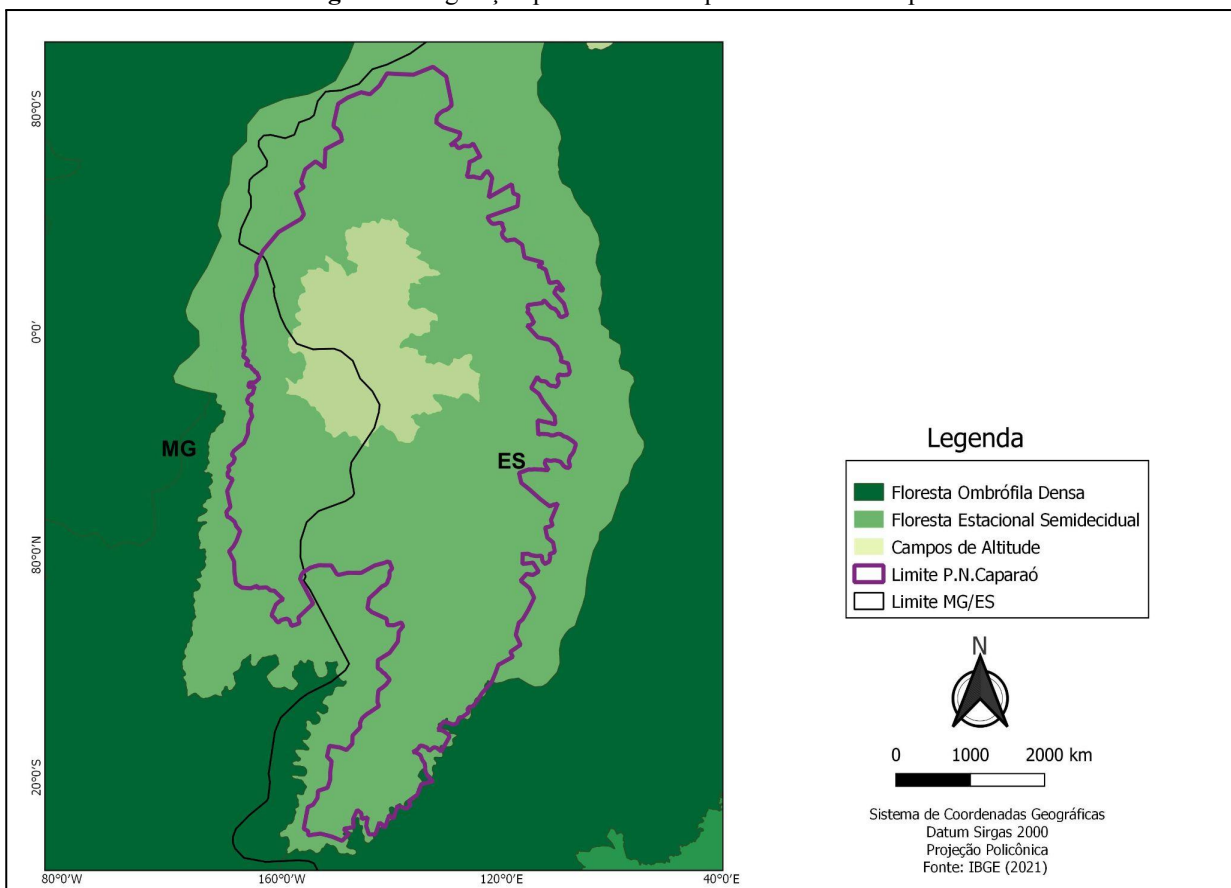 80°0'S
0°0'
80°0'N
20°0'S
80°0'W
160°0'W
120°0'E
40°0'E
MG
ES
Legenda
Floresta Ombrófila Densa
Floresta Estacional Semidecidual
Campos de Altitude
Limite P.N.Caparaó
Limite MG/ES
N
0 1000 2000 km
Sistema de Coordenadas Geográficas
Datum Sirgas 2000
Projeção Policônica
Fonte: IBGE (2021)